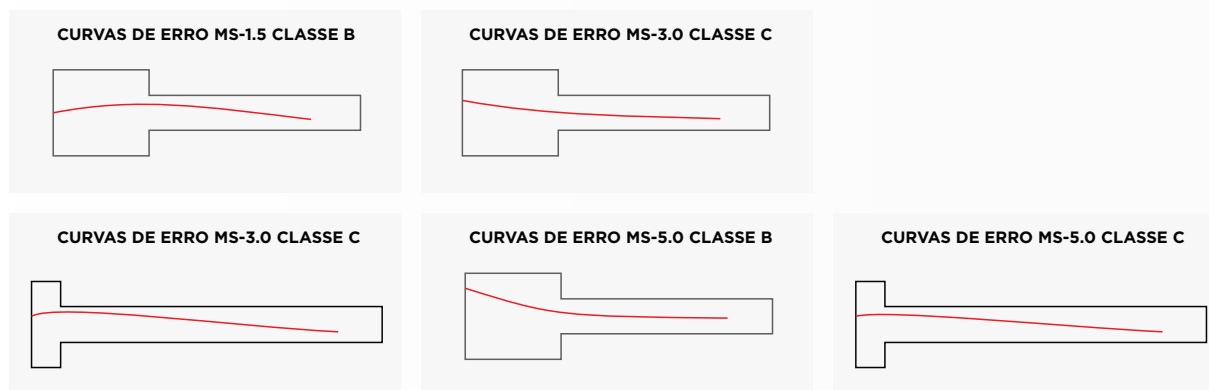 CURVAS DE ERRO MS-1.5 CLASSE B
CURVAS DE ERRO MS-3.0 CLASSE C
CURVAS DE ERRO MS-3.0 CLASSE C
CURVAS DE ERRO MS-5.0 CLASSE B
CURVAS DE ERRO MS-5.0 CLASSE C